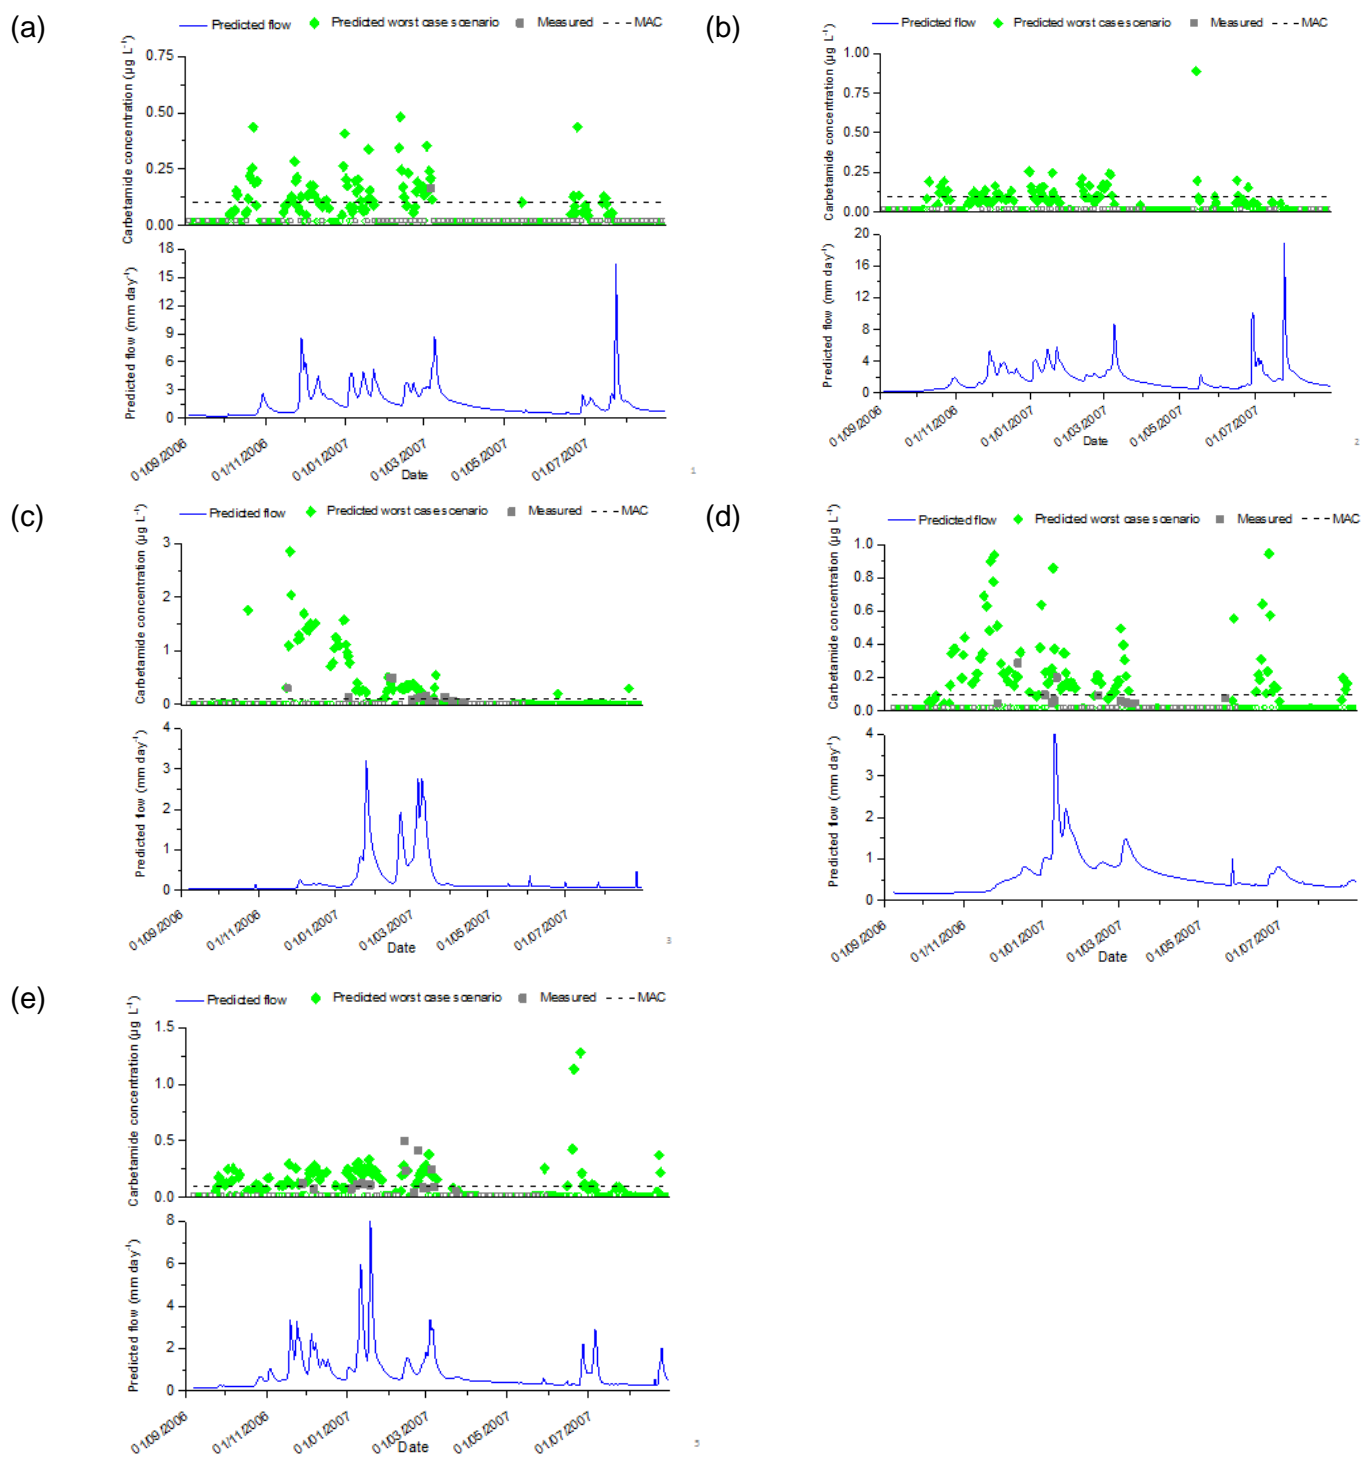 (a)
Predicted flow Predicted worst case scenario Measured MAC
Carbetamide concentration (µg L⁻¹)
0.75
0.50
0.25
0.00
Predicted flow (mm day⁻¹)
18
15
12
9
6
3
0
01/09/2006 01/11/2006 01/01/2007 01/03/2007 01/05/2007 01/07/2007
Date
1
(b)
Predicted flow Predicted worst case scenario Measured MAC
Carbetamide concentration (µg L⁻¹)
1.00
0.75
0.50
0.25
0.00
Predicted flow (mm day⁻¹)
20
16
12
8
4
0
01/09/2006 01/11/2006 01/01/2007 01/03/2007 01/05/2007 01/07/2007
Date
2
(c)
Predicted flow Predicted worst case scenario Measured MAC
Carbetamide concentration (µg L⁻¹)
3
2
1
0
Predicted flow (mm day⁻¹)
4
3
2
1
0
01/09/2006 01/11/2006 01/01/2007 01/03/2007 01/05/2007 01/07/2007
Date
3
(d)
Predicted flow Predicted worst case scenario Measured MAC
Carbetamide concentration (µg L⁻¹)
1.0
0.8
0.6
0.4
0.2
0.0
Predicted flow (mm day⁻¹)
4
3
2
1
0
01/09/2006 01/11/2006 01/01/2007 01/03/2007 01/05/2007 01/07/2007
Date
(e)
Predicted flow Predicted worst case scenario Measured MAC
Carbetamide concentration (µg L⁻¹)
1.5
1.0
0.5
0.0
Predicted flow (mm day⁻¹)
8
6
4
2
0
01/09/2006 01/11/2006 01/01/2007 01/03/2007 01/05/2007 01/07/2007
Date
5